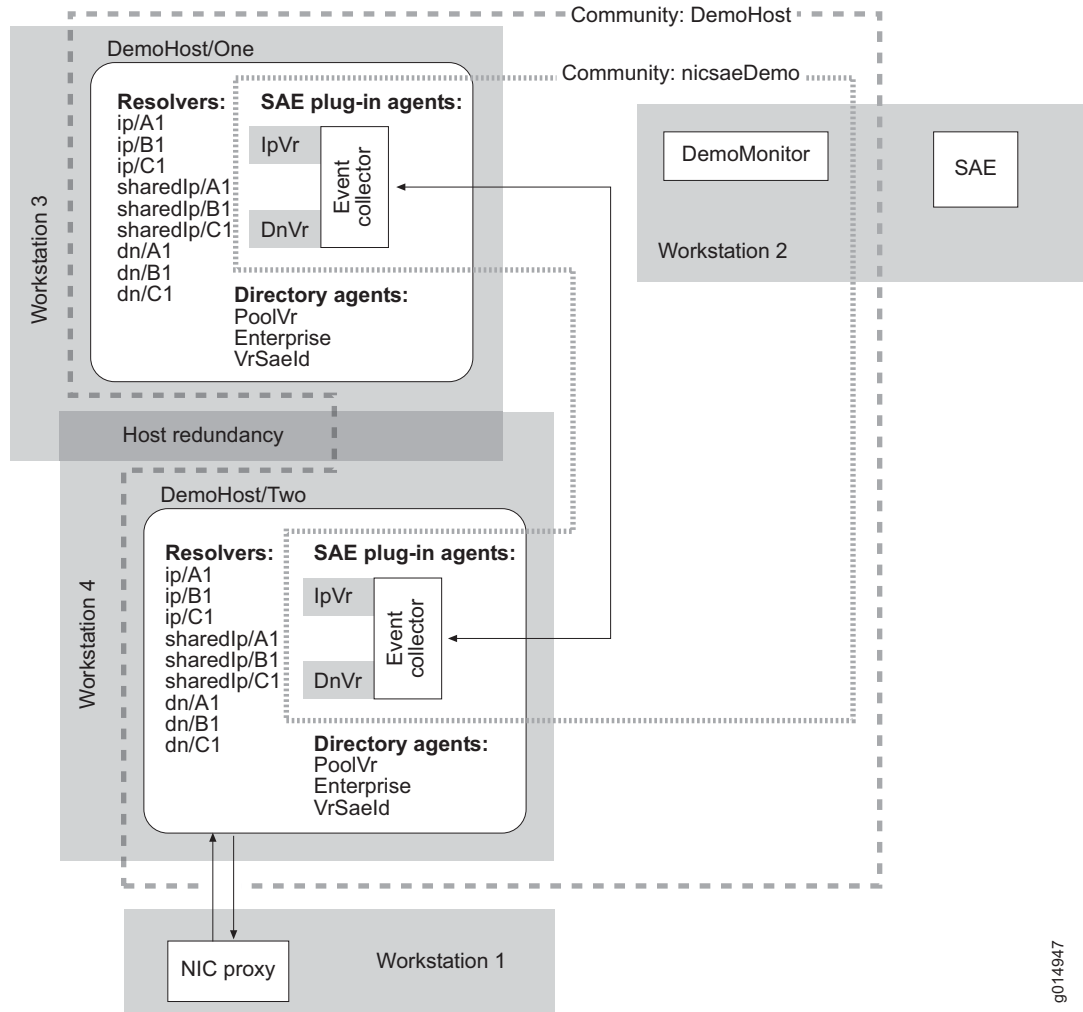 Community: DemoHost
DemoHost/One
Community: nicsaeDemo
Resolvers:
ip/A1
ip/B1
ip/C1
sharedIp/A1
sharedIp/B1
sharedIp/C1
dn/A1
dn/B1
dn/C1
SAE plug-in agents:
IpVr
DnVr
Event
collector
Directory agents:
PoolVr
Enterprise
VrSaeId
Workstation 3
DemoMonitor
SAE
Workstation 2
Host redundancy
DemoHost/Two
Resolvers:
ip/A1
ip/B1
ip/C1
sharedIp/A1
sharedIp/B1
sharedIp/C1
dn/A1
dn/B1
dn/C1
SAE plug-in agents:
IpVr
DnVr
Event
collector
Directory agents:
PoolVr
Enterprise
VrSaeId
Workstation 4
NIC proxy
Workstation 1
g014947